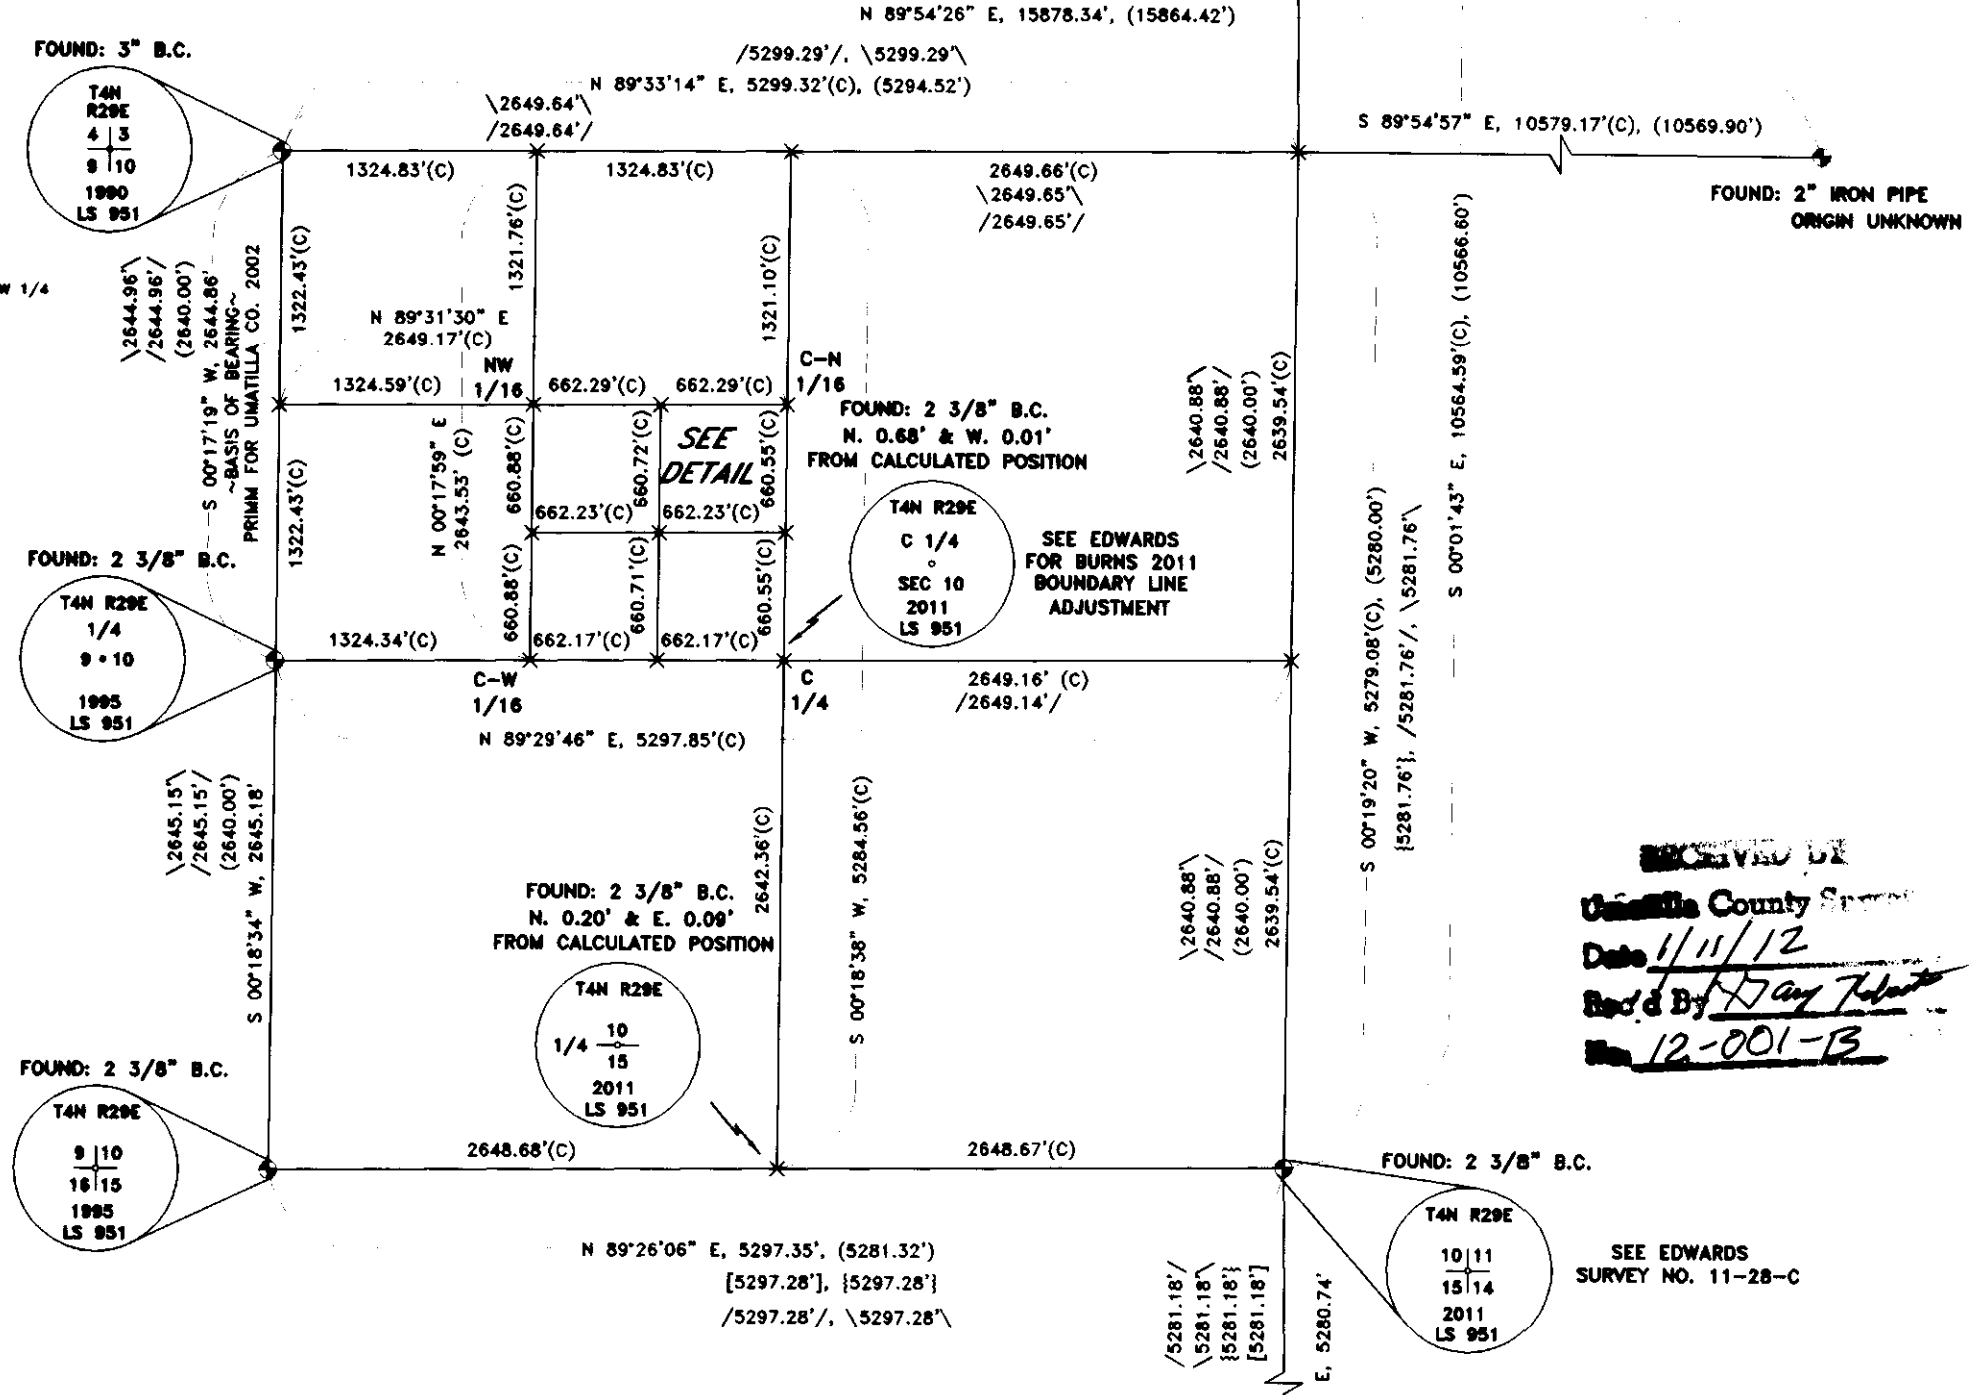 N 89°54'26" E, 15878.34', (15864.42')
/5299.29'/, \5299.29'\
N 89°33'14" E, 5299.32'(C), (5294.52')
\2649.64'\
/2649.64'/
S 89°54'57" E, 10579.17'(C), (10569.90')
FOUND: 3" B.C.
T4N
R29E
4 | 3
9 | 10
1990
LS 951
1324.83'(C)
1324.83'(C)
2649.66'(C)
\2649.65'\
/2649.65'/
FOUND: 2" IRON PIPE
ORIGIN UNKNOWN
W 1/4
\2644.96'\
/2644.96'/
(2640.00')
S 00°17'19" W, 2644.86'
~BASIS OF BEARING~
PRIMM FOR UMATILLA CO. 2002
1322.43'(C)
1321.76'(C)
1321.10'(C)
N 89°31'30" E
2649.17'(C)
NW
1/16
C-N
1/16
1324.59'(C)
662.29'(C)
662.29'(C)
1322.43'(C)
N 00°17'59" E
2643.53' (C)
660.88'(C)
660.72'(C)
SEE
DETAIL
660.55'(C)
662.23'(C)
662.23'(C)
660.88'(C)
660.71'(C)
660.55'(C)
FOUND: 2 3/8" B.C.
N. 0.68' & W. 0.01'
FROM CALCULATED POSITION
T4N R29E
C 1/4
SEC 10
2011
LS 951
SEE EDWARDS
FOR BURNS 2011
BOUNDARY LINE
ADJUSTMENT
\2640.88'\
/2640.88'/
(2640.00')
2639.54'(C)
S 00°19'20" W, 5279.08'(C), (5280.00')
{5281.76'}, /5281.76'/, \5281.76'\
S 00°01'43" E, 10564.59'(C), (10566.60')
FOUND: 2 3/8" B.C.
T4N R29E
1/4
9 • 10
1995
LS 951
1324.34'(C)
662.17'(C)
662.17'(C)
C-W
1/16
C
1/4
2649.16' (C)
/2649.14'/
N 89°29'46" E, 5297.85'(C)
\2645.15'\
/2645.15'/
(2640.00')
S 00°18'34" W, 2645.18'
2642.36'(C)
S 00°18'38" W, 5284.56'(C)
\2640.88'\
/2640.88'/
(2640.00')
2639.54'(C)
FOUND: 2 3/8" B.C.
N. 0.20' & E. 0.09'
FROM CALCULATED POSITION
T4N R29E
10
1/4
15
2011
LS 951
RECEIVED BY
Umatilla County
Date 1/11/12
Rec'd By
12-001-B
FOUND: 2 3/8" B.C.
T4N R29E
9 | 10
16 | 15
1995
LS 951
2648.68'(C)
2648.67'(C)
FOUND: 2 3/8" B.C.
T4N R29E
10 | 11
15 | 14
2011
LS 951
SEE EDWARDS
SURVEY NO. 11-28-C
N 89°26'06" E, 5297.35', (5281.32')
[5297.28'], {5297.28'}
/5297.28'/, \5297.28'\
/5281.18'/
\5281.18'\
{5281.18'}
[5281.18']
E, 5280.74'